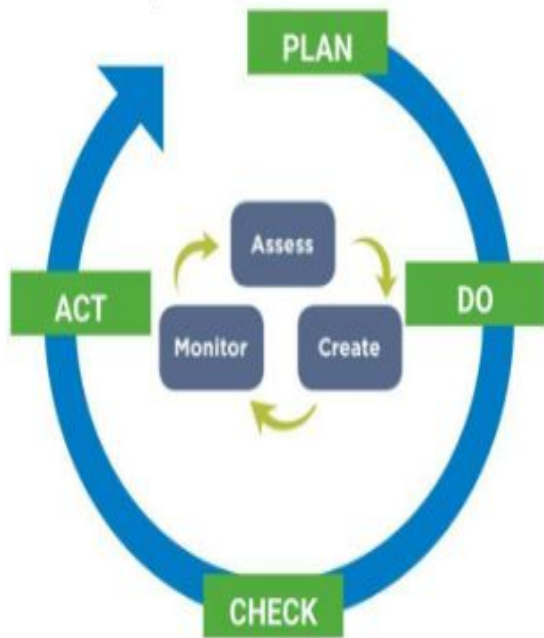 PLAN
Assess
ACT
DO
Monitor
Create
CHECK